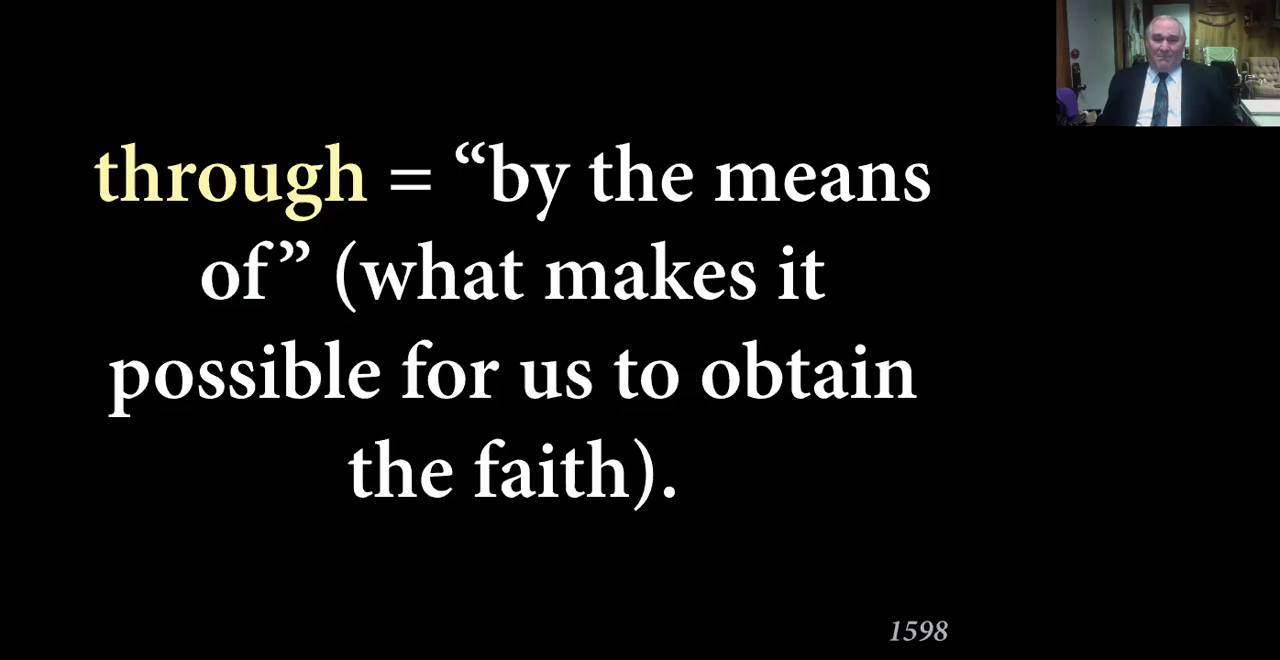 through = “by the means
of” (what makes it
possible for us to obtain
the faith).
1598